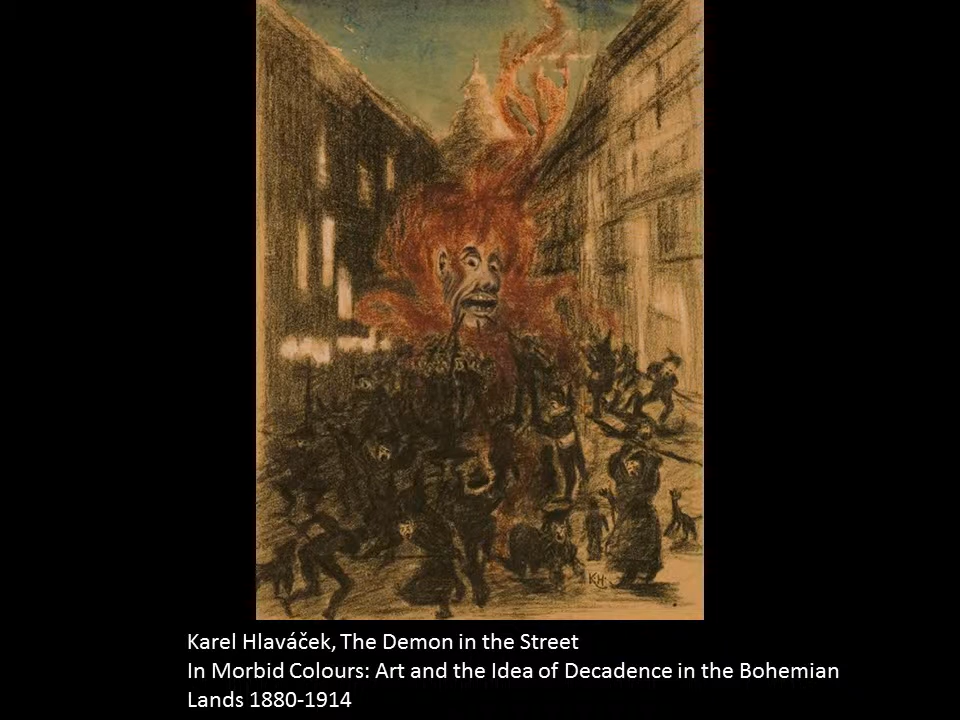 KH.
Karel Hlaváček, The Demon in the Street
In Morbid Colours: Art and the Idea of Decadence in the Bohemian
Lands 1880-1914